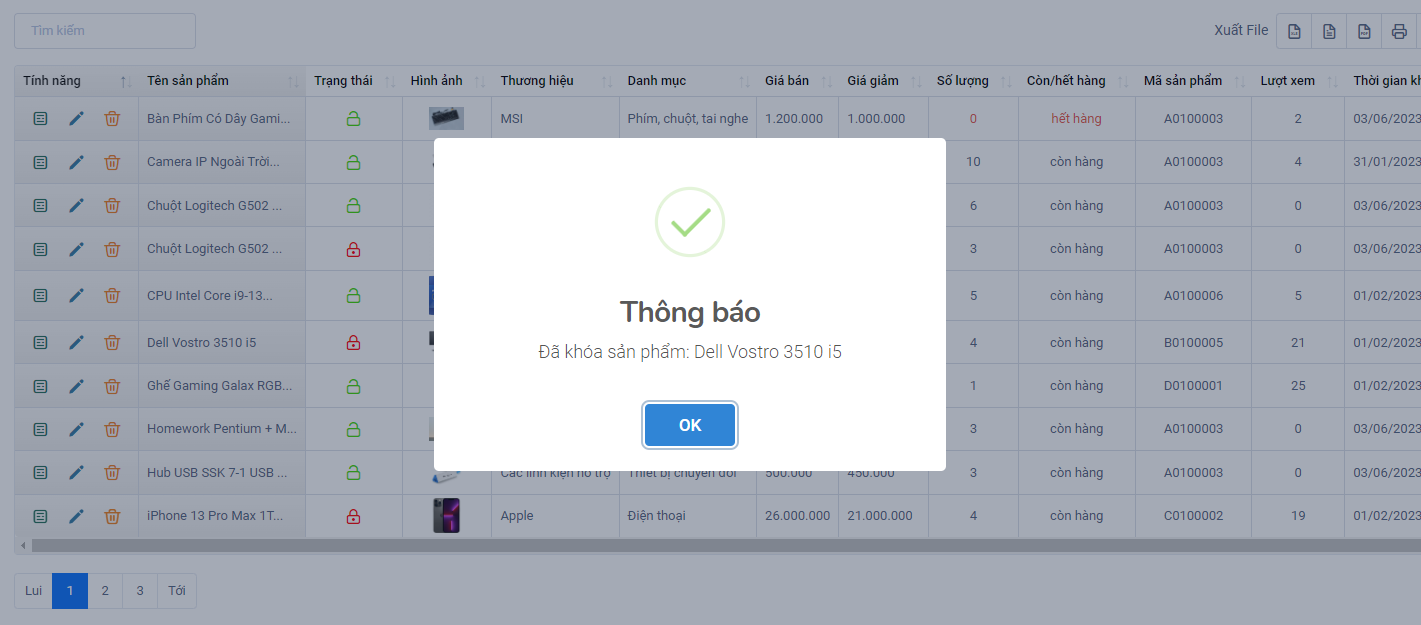 Tìm kiếm
Xuất File
Tính năng Tên sản phẩm Trạng thái Hình ảnh Thương hiệu Danh mục Giá bán Giá giảm Số lượng Còn/hết hàng Mã sản phẩm Lượt xem Thời gian kh
Bàn Phím Có Dây Gami... MSI Phím, chuột, tai nghe 1.200.000 1.000.000 0 hết hàng A0100003 2 03/06/2023
Camera IP Ngoài Trời... 10 còn hàng A0100003 4 31/01/2023
Chuột Logitech G502 ... 6 còn hàng A0100003 0 03/06/2023
Chuột Logitech G502 ... 3 còn hàng A0100003 0 03/06/2023
CPU Intel Core i9-13... 5 còn hàng A0100006 5 01/02/2023
Dell Vostro 3510 i5 4 còn hàng B0100005 21 01/02/2023
Ghế Gaming Galax RGB... 1 còn hàng D0100001 25 01/02/2023
Homework Pentium + M... 3 còn hàng A0100003 0 03/06/2023
Hub USB SSK 7-1 USB ... Các linh kiện hỗ trợ Thiết bị chuyển đổi 500.000 450.000 3 còn hàng A0100003 0 03/06/2023
iPhone 13 Pro Max 1T... Apple Điện thoại 26.000.000 21.000.000 4 còn hàng C0100002 19 01/02/2023
Thông báo
Đã khóa sản phẩm: Dell Vostro 3510 i5
OK
Lui 1 2 3 Tới